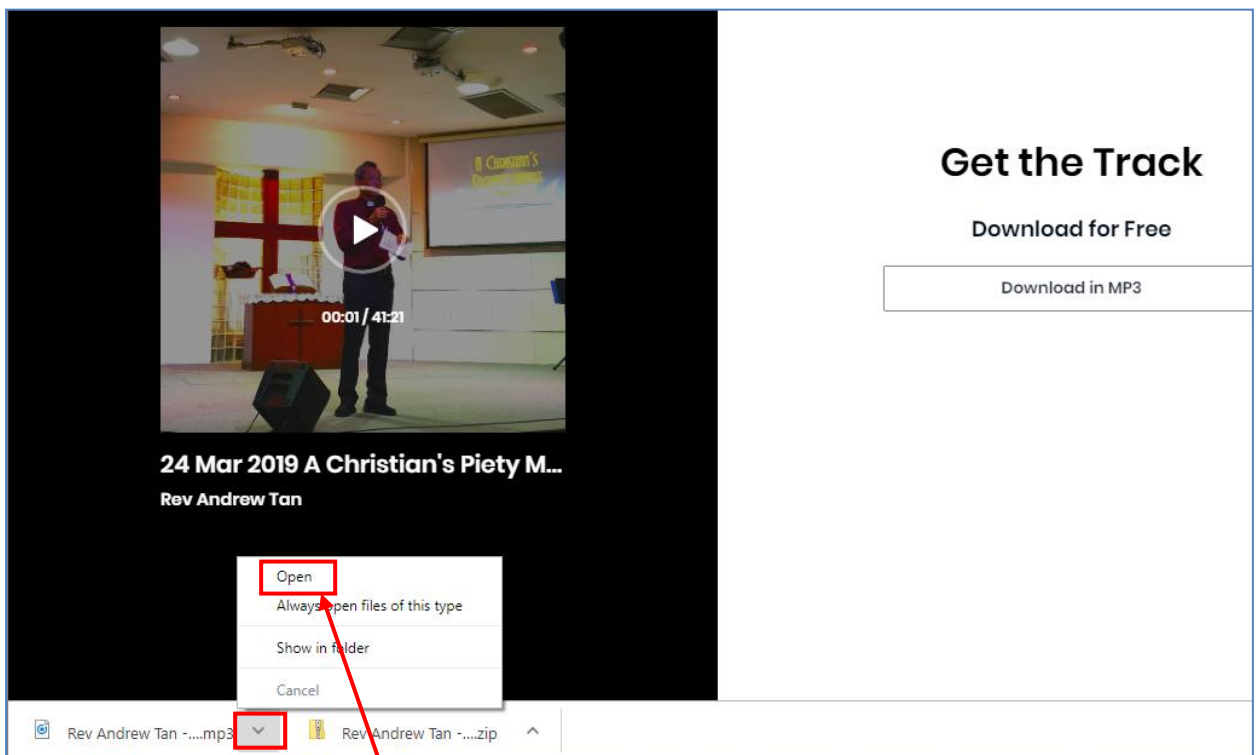 A CHRISTIAN'S
00:01 / 41:21
24 Mar 2019 A Christian's Piety M...
Rev Andrew Tan
Get the Track
Download for Free
Download in MP3
Open
Always open files of this type
Show in folder
Cancel
Rev Andrew Tan -....mp3
Rev Andrew Tan -....zip